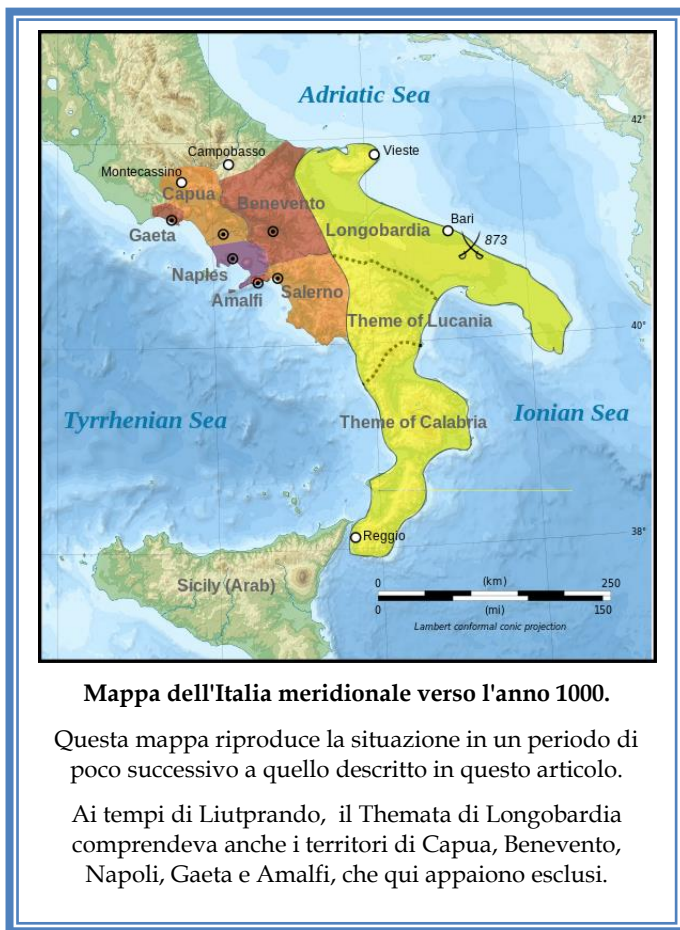 Adriatic Sea
42°
Campobasso
Vieste
Montecassino
Capua
Benevento
Bari
Gaeta
Longobardia
873
Naples
Amalfi
Salerno
Theme of Lucania
40°
Tyrrhenian Sea
Theme of Calabria
Ionian Sea
Reggio
38°
Sicily (Arab)
0 (km) 250
0 (mi) 150
Lambert conformal conic projection
Mappa dell'Italia meridionale verso l'anno 1000.
Questa mappa riproduce la situazione in un periodo di
poco successivo a quello descritto in questo articolo.
Ai tempi di Liutprando, il Themata di Longobardia
comprendeva anche i territori di Capua, Benevento,
Napoli, Gaeta e Amalfi, che qui appaiono esclusi.